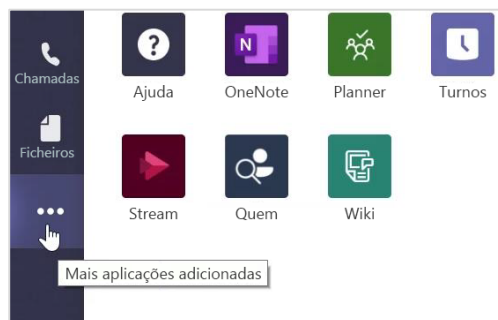 Chamadas
Ficheiros
Ajuda
N
OneNote
Planner
Turnos
Stream
Quem
Wiki
Mais aplicações adicionadas